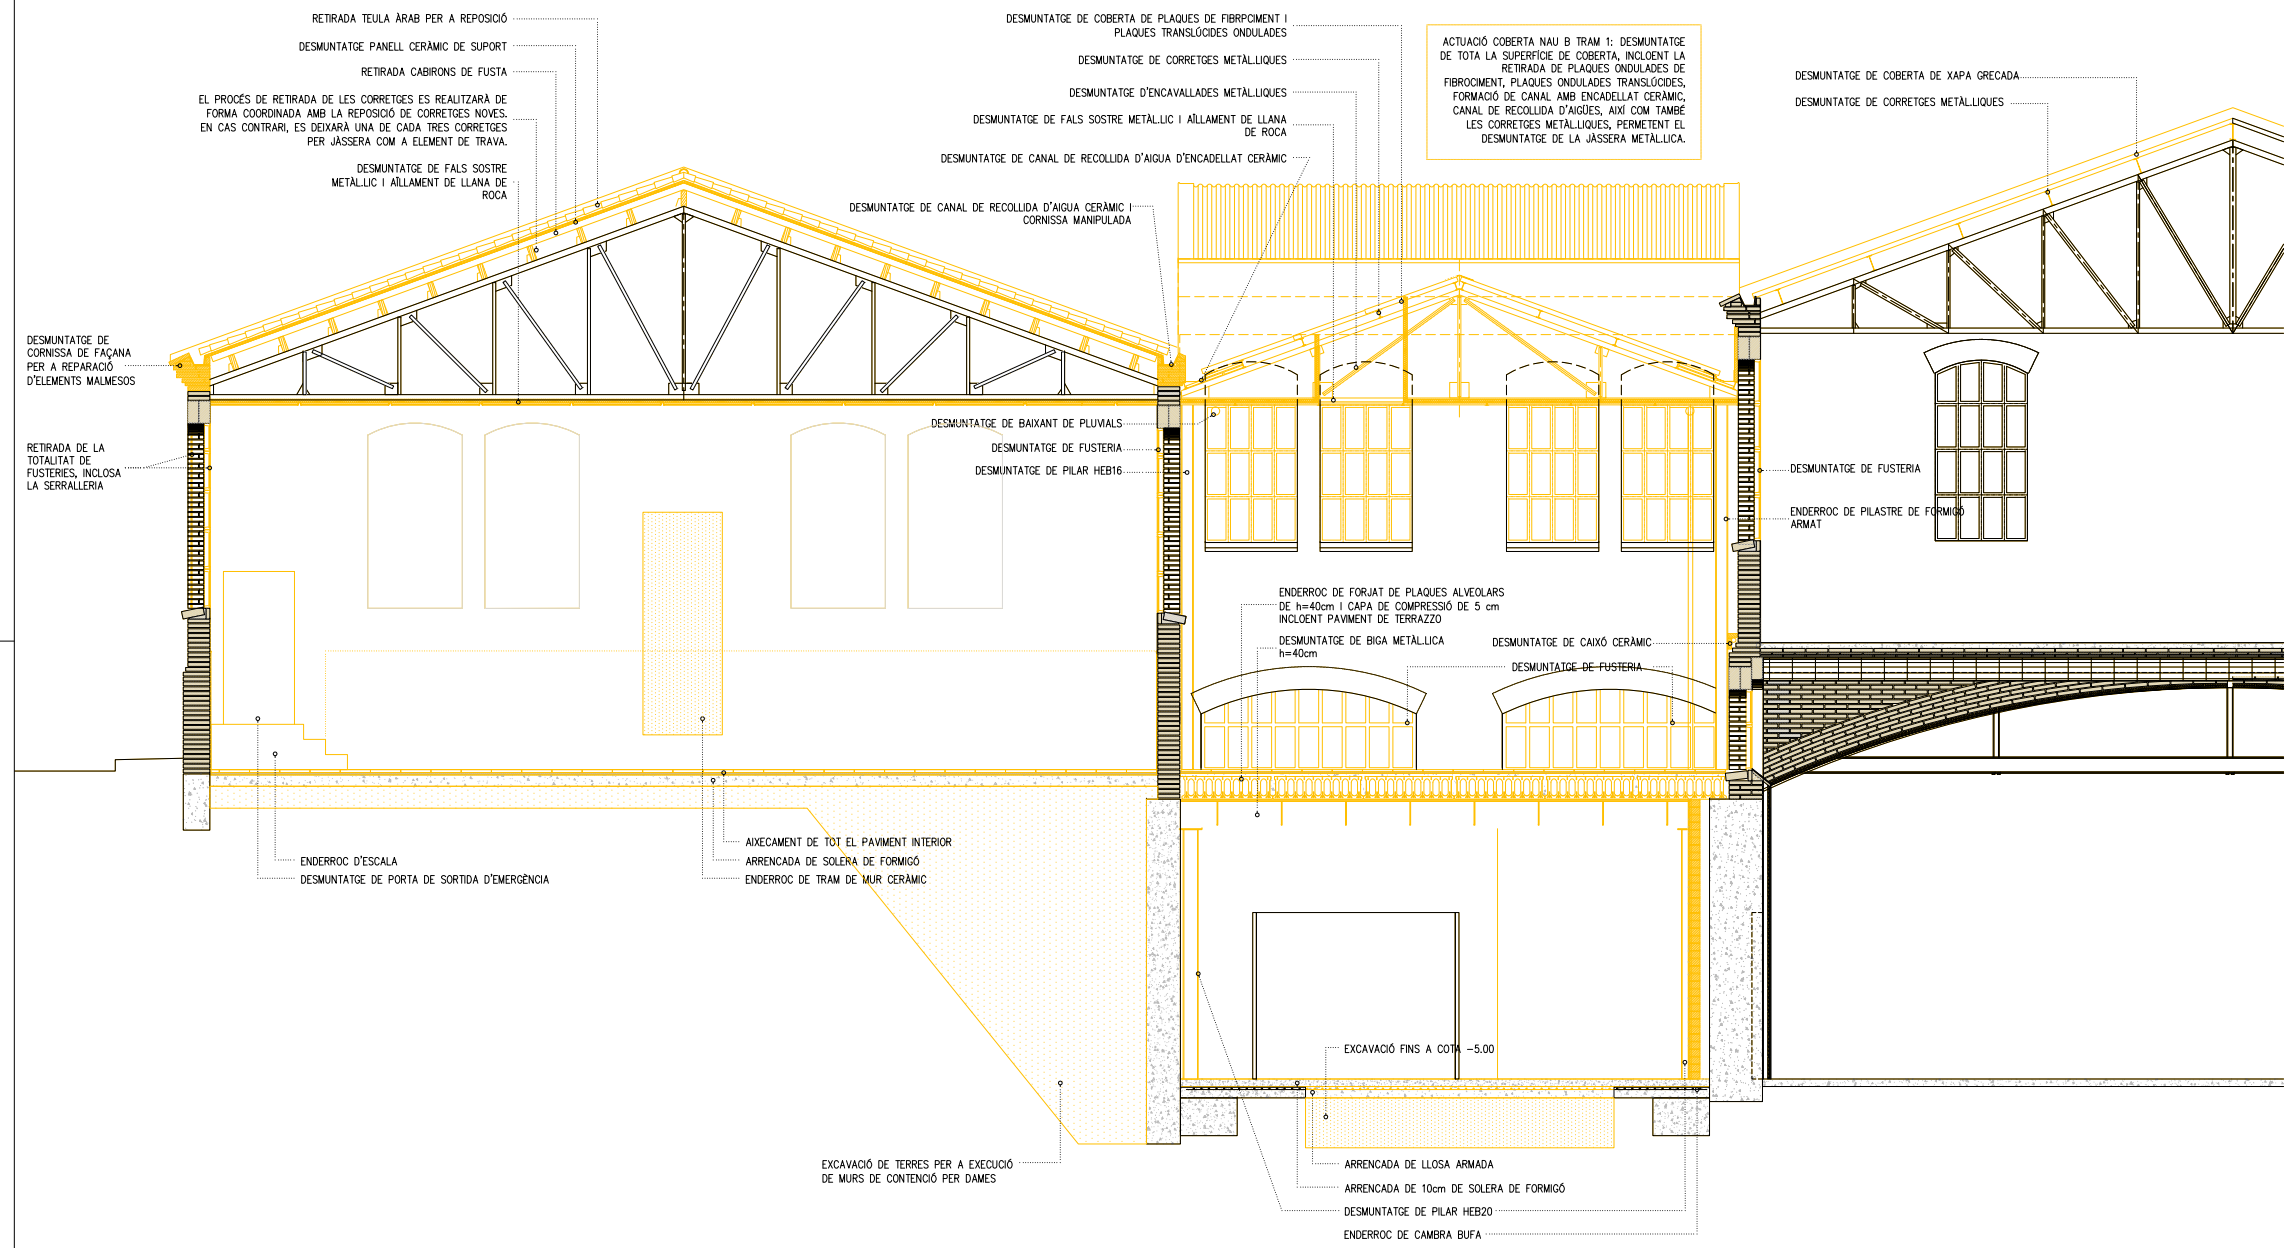 RETIRADA TEULA ÀRAB PER A REPOSICIÓ
DESMUNTATGE PANELL CERÀMIC DE SUPORT
RETIRADA CABIRONS DE FUSTA
EL PROCÉS DE RETIRADA DE LES CORRETGES ES REALITZARÀ DE
FORMA COORDINADA AMB LA REPOSICIÓ DE CORRETGES NOVES.
EN CAS CONTRARI, ES DEIXARÀ UNA DE CADA TRES CORRETGES
PER JÀSSERA COM A ELEMENT DE TRAVA.
DESMUNTATGE DE FALS SOSTRE
METÀL.LIC I AÏLLAMENT DE LLANA DE
ROCA
DESMUNTATGE DE
CORNISSA DE FAÇANA
PER A REPARACIÓ
D'ELEMENTS MALMESOS
RETIRADA DE LA
TOTALITAT DE
FUSTERIES, INCLOSA
LA SERRALLERIA
DESMUNTATGE DE COBERTA DE PLAQUES DE FIBRPCIMENT I
PLAQUES TRANSLÚCIDES ONDULADES
DESMUNTATGE DE CORRETGES METÀL.LIQUES
DESMUNTATGE D'ENCAVALLADES METÀL.LIQUES
DESMUNTATGE DE FALS SOSTRE METÀL.LIC I AÏLLAMENT DE LLANA
DE ROCA
DESMUNTATGE DE CANAL DE RECOLLIDA D'AIGUA D'ENCADELLAT CERÀMIC
DESMUNTATGE DE CANAL DE RECOLLIDA D'AIGUA CERÀMIC I
CORNISSA MANIPULADA
ACTUACIÓ COBERTA NAU B TRAM 1: DESMUNTATGE
DE TOTA LA SUPERFÍCIE DE COBERTA, INCLOENT LA
RETIRADA DE PLAQUES ONDULADES DE
FIBROCIMENT, PLAQUES ONDULADES TRANSLÚCIDES,
FORMACIÓ DE CANAL AMB ENCADELLAT CERÀMIC,
CANAL DE RECOLLIDA D'AIGÜES, AIXÍ COM TAMBÉ
LES CORRETGES METÀL.LIQUES, PERMETENT EL
DESMUNTATGE DE LA JÀSSERA METÀL.LICA.
DESMUNTATGE DE COBERTA DE XAPA GRECADA
DESMUNTATGE DE CORRETGES METÀL.LIQUES
DESMUNTATGE DE BAIXANT DE PLUVIALS
DESMUNTATGE DE FUSTERIA
DESMUNTATGE DE PILAR HEB16
DESMUNTATGE DE FUSTERIA
ENDERROC DE PILASTRE DE FORMIGÓ
ARMAT
ENDERROC DE FORJAT DE PLAQUES ALVEOLARS
DE h=40cm I CAPA DE COMPRESSIÓ DE 5 cm
INCLOENT PAVIMENT DE TERRAZZO
DESMUNTATGE DE BIGA METÀL.LICA
h=40cm
DESMUNTATGE DE CAIXÓ CERÀMIC
DESMUNTATGE DE FUSTERIA
AIXECAMENT DE TOT EL PAVIMENT INTERIOR
ARRENCADA DE SOLERA DE FORMIGÓ
ENDERROC DE TRAM DE MUR CERÀMIC
ENDERROC D'ESCALA
DESMUNTATGE DE PORTA DE SORTIDA D'EMERGÈNCIA
EXCAVACIÓ FINS A COTA -5.00
EXCAVACIÓ DE TERRES PER A EXECUCIÓ
DE MURS DE CONTENCIÓ PER DAMES
ARRENCADA DE LLOSA ARMADA
ARRENCADA DE 10cm DE SOLERA DE FORMIGÓ
DESMUNTATGE DE PILAR HEB20
ENDERROC DE CAMBRA BUFA